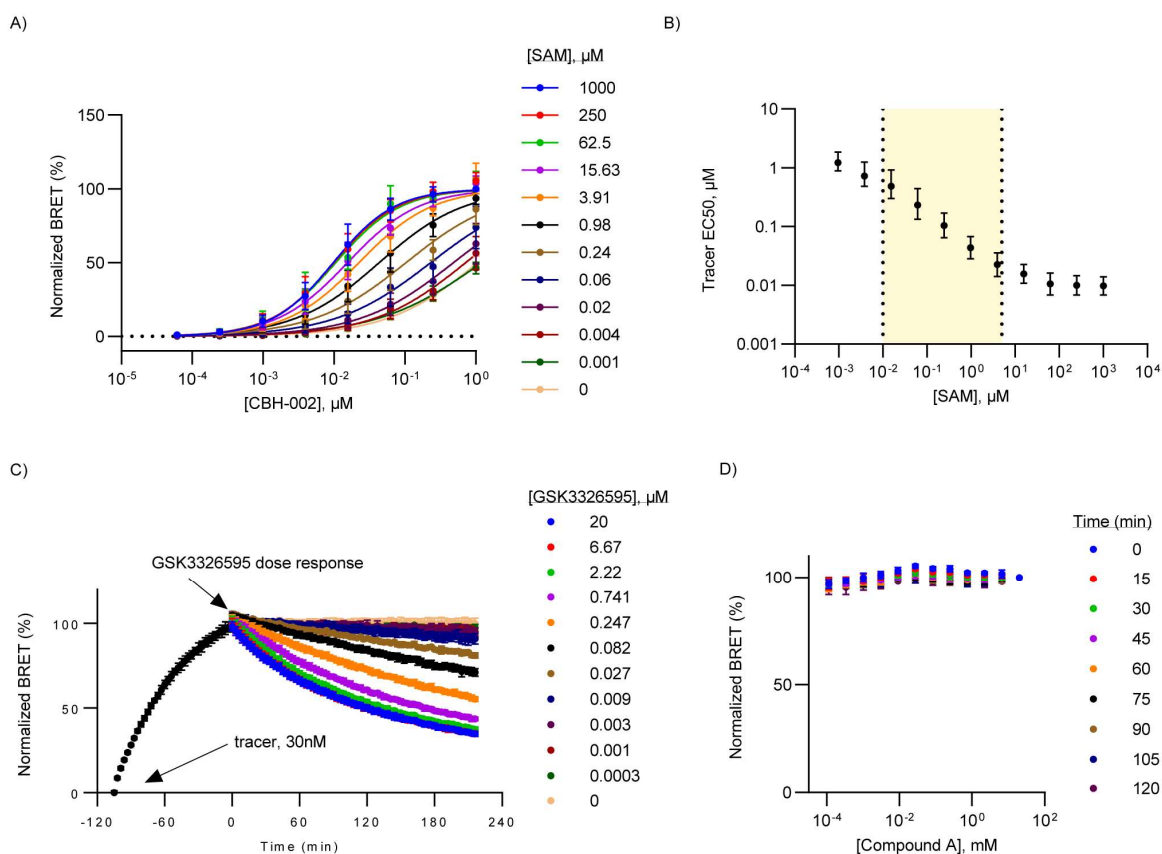 A)
[SAM], µM
1000
250
62.5
15.63
3.91
0.98
0.24
0.06
0.02
0.004
0.001
0
Normalized BRET (%)
150
100
50
0
10-5 10-4 10-3 10-2 10-1 100
[CBH-002], µM
B)
Tracer EC50, µM
10
1
0.1
0.01
0.001
10-4 10-3 10-2 10-1 100 101 102 103 104
[SAM], µM
C)
[GSK3326595], µM
20
6.67
2.22
0.741
0.247
0.082
0.027
0.009
0.003
0.001
0.0003
0
GSK3326595 dose response
Normalized BRET (%)
100
50
0
tracer, 30nM
-120 -60 0 60 120 180 240
Time (min)
D)
Time (min)
0
15
30
45
60
75
90
105
120
Normalized BRET (%)
100
50
0
10-4 10-2 100 102
[Compound A], mM